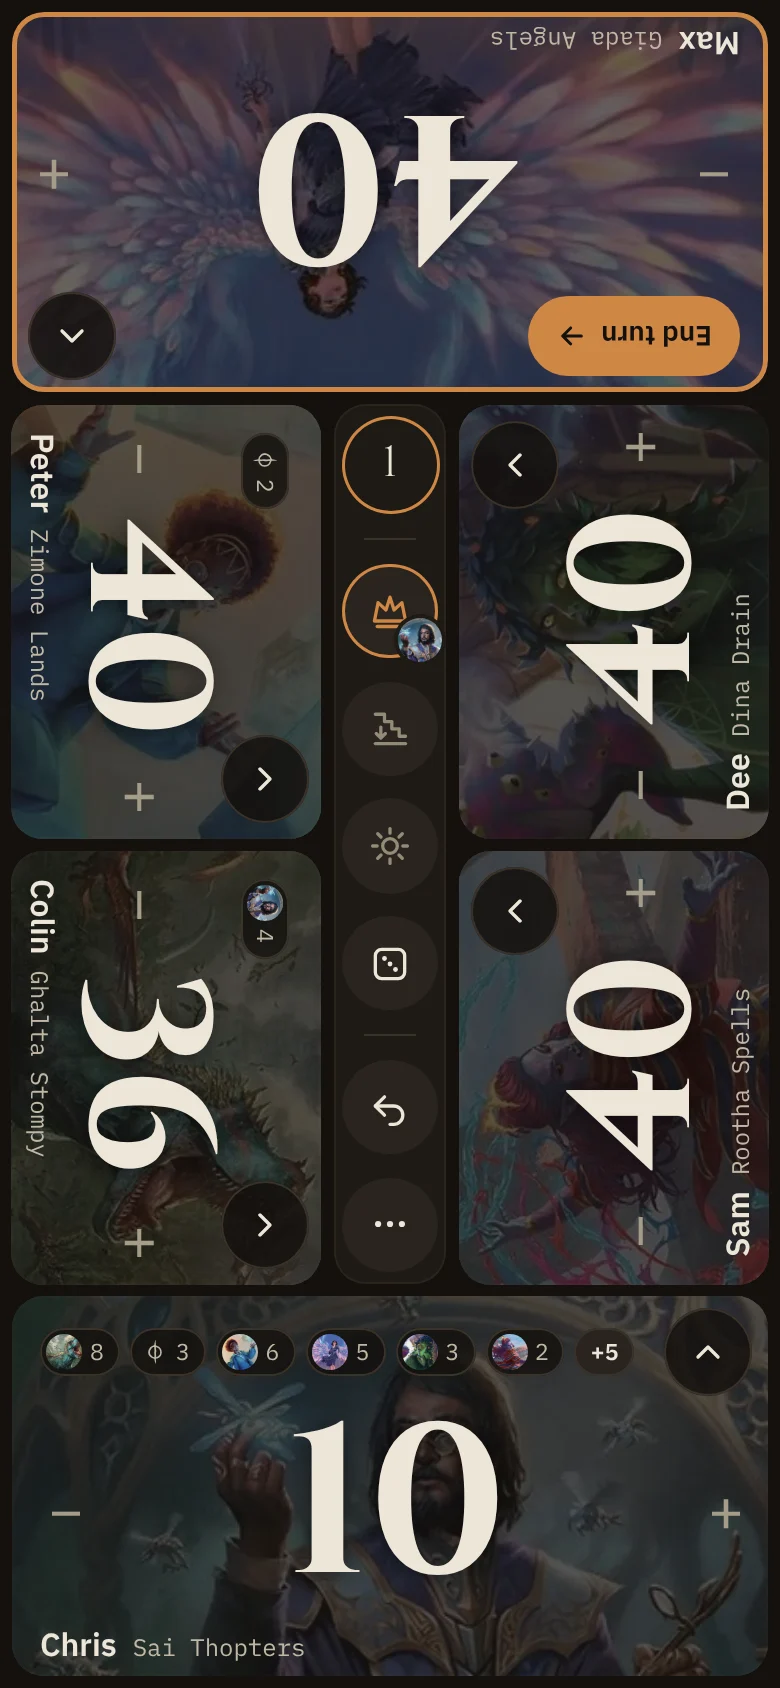 Max Giada Angels
40
End turn
Peter Zimone Lands
2
40
1
Dee Dina Drain
40
Colin Ghalta Stompy
4
36
Sam Rootha Spells
40
8
3
6
5
3
2
+5
10
Chris Sai Thopters